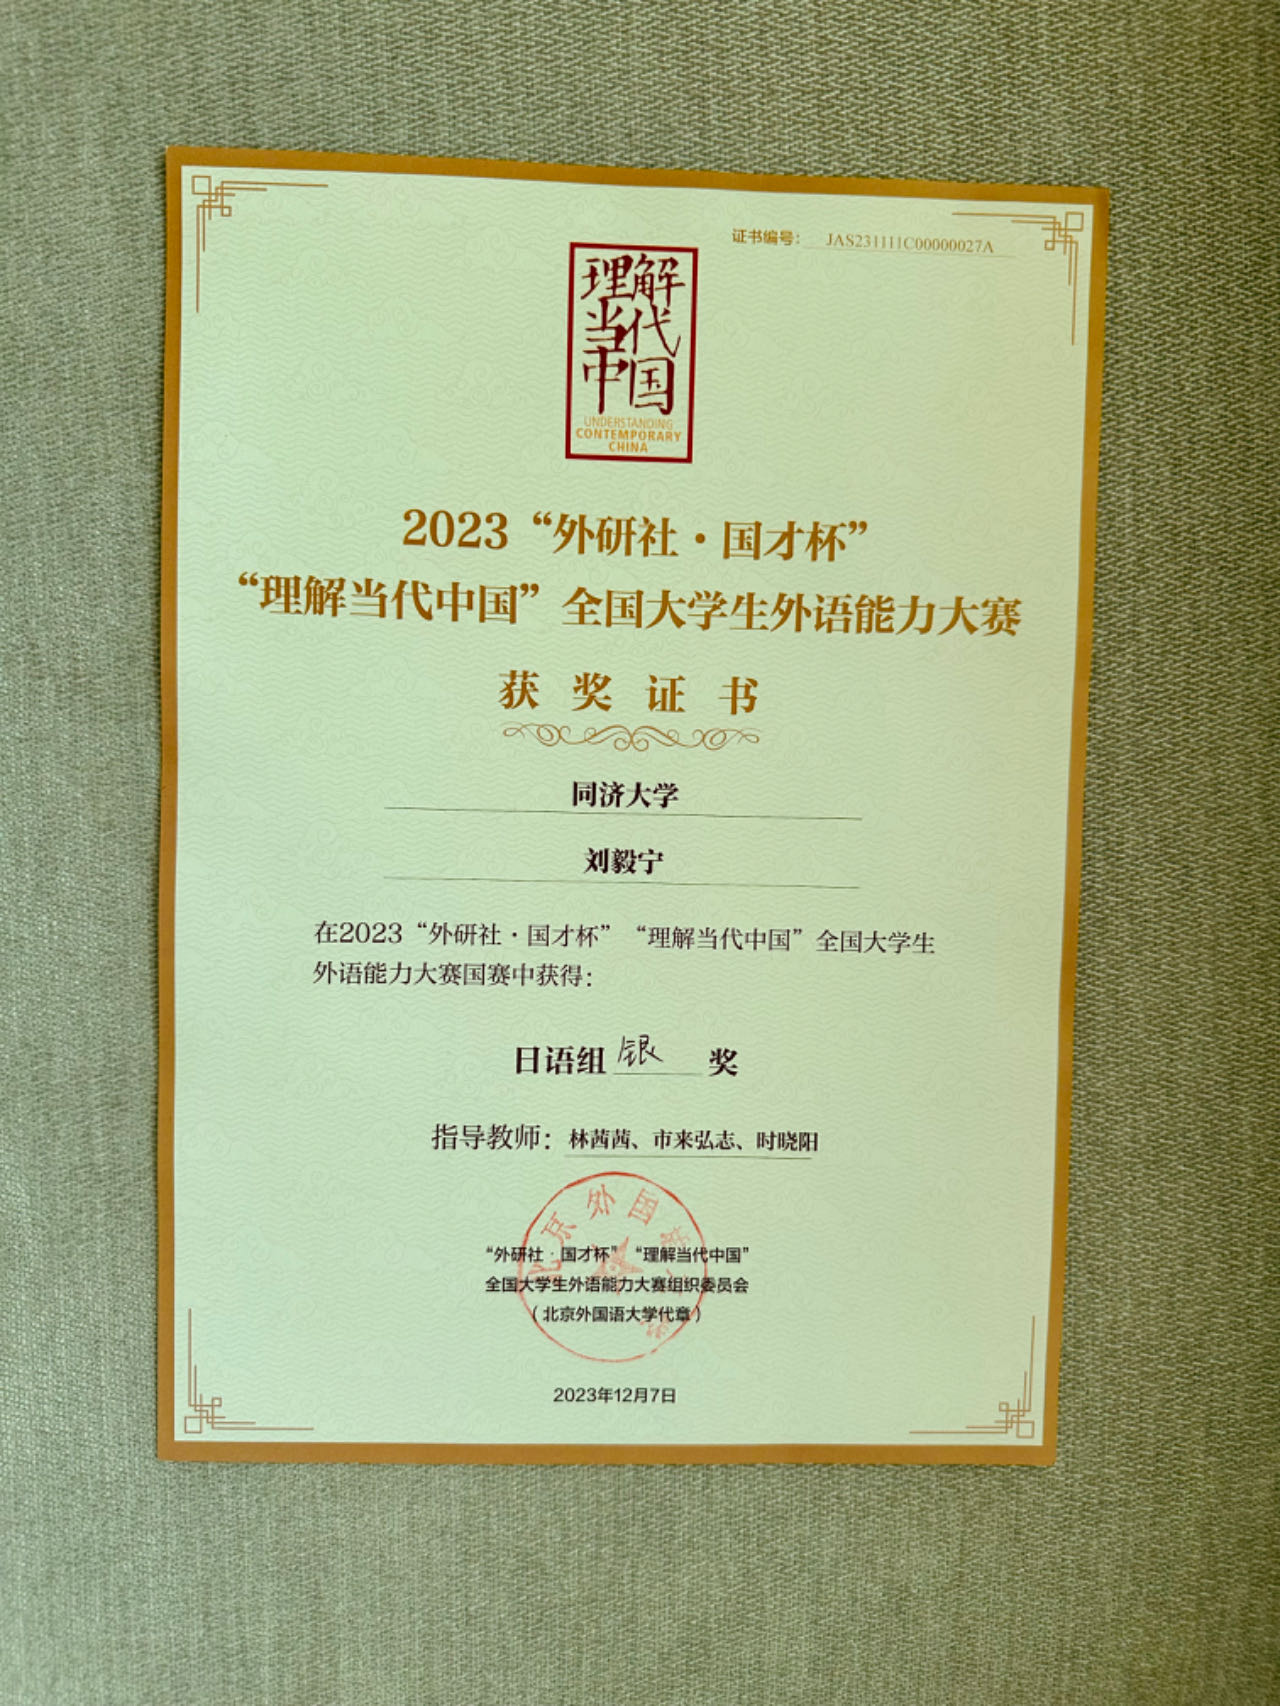 证书编号： JAS231111C00000027A
理解
当代
中国
UNDERSTANDING
CONTEMPORARY
CHINA
2023“外研社·国才杯”
“理解当代中国”全国大学生外语能力大赛
获奖证书
同济大学
刘毅宁
在2023“外研社·国才杯”“理解当代中国”全国大学生
外语能力大赛国赛中获得：
日语组 银 奖
指导教师：林茜茜、市来弘志、时晓阳
北京外国
“外研社·国才杯”“理解当代中国”
全国大学生外语能力大赛组织委员会
（北京外国语大学代章）
2023年12月7日